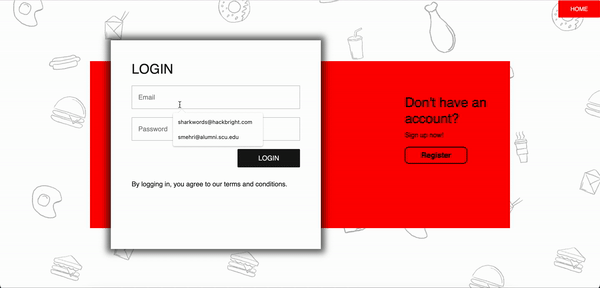 HOME
LOGIN
Email
sharkwords@hackbright.com
Password
smehri@alumni.scu.edu
LOGIN
By logging in, you agree to our terms and conditions.
Don't have an
account?
Sign up now!
Register